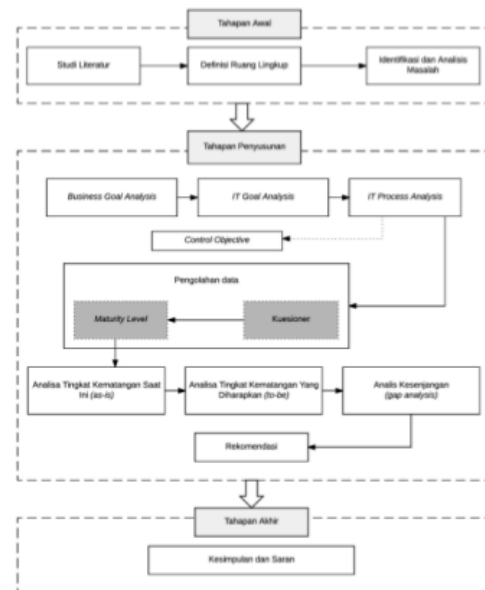 Tahapan Awal
Studi Literatur
Definisi Ruang Lingkup
Identifikasi dan Analisis
Masalah
Tahapan Penyusunan
Business Goal Analysis
IT Goal Analysis
IT Process Analysis
Control Objective
Pengolahan data
Maturity Level
Kuesioner
Analisa Tingkat Kematangan Saat
Ini (as-is)
Analisa Tingkat Kematangan Yang
Diharapkan (to-be)
Analis Kesenjangan
(gap analysis)
Rekomendasi
Tahapan Akhir
Kesimpulan dan Saran